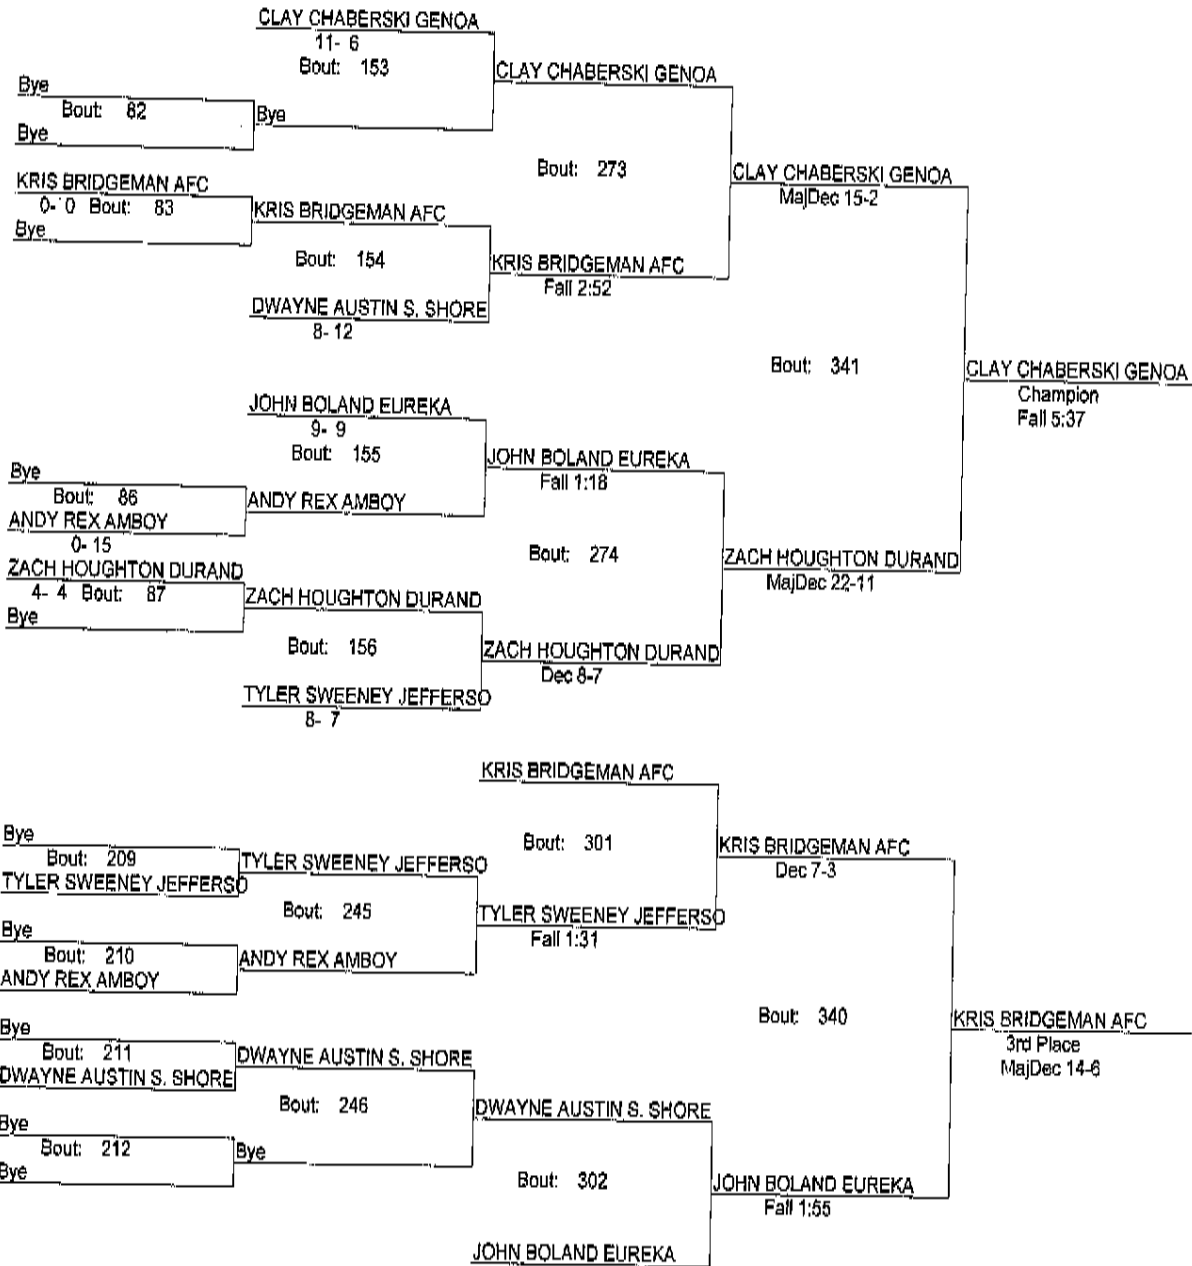 CLAY CHABERSKI GENOA
11- 6
Bout: 153
CLAY CHABERSKI GENOA
Bye
Bout: 82
Bye
Bye
Bout: 273
CLAY CHABERSKI GENOA
MajDec 15-2
KRIS BRIDGEMAN AFC
0- 0 Bout: 83
KRIS BRIDGEMAN AFC
Bye
Bout: 154
KRIS BRIDGEMAN AFC
Fall 2:52
DWAYNE AUSTIN S. SHORE
8- 12
Bout: 341
CLAY CHABERSKI GENOA
Champion
Fall 5:37
JOHN BOLAND EUREKA
9- 9
Bout: 155
JOHN BOLAND EUREKA
Fall 1:18
Bye
Bout: 86
ANDY REX AMBOY
ANDY REX AMBOY
0- 15
Bout: 274
ZACH HOUGHTON DURAND
MajDec 22-11
ZACH HOUGHTON DURAND
4- 4 Bout: 87
ZACH HOUGHTON DURAND
Bye
Bout: 156
ZACH HOUGHTON DURAND
Dec 8-7
TYLER SWEENEY JEFFERSO
8- 7
KRIS BRIDGEMAN AFC
Bout: 301
KRIS BRIDGEMAN AFC
Dec 7-3
Bye
Bout: 209
TYLER SWEENEY JEFFERSO
TYLER SWEENEY JEFFERSO
Bout: 245
TYLER SWEENEY JEFFERSO
Fall 1:31
Bye
Bout: 210
ANDY REX AMBOY
ANDY REX AMBOY
Bout: 340
KRIS BRIDGEMAN AFC
3rd Place
MajDec 14-6
Bye
Bout: 211
DWAYNE AUSTIN S. SHORE
DWAYNE AUSTIN S. SHORE
Bout: 246
DWAYNE AUSTIN S. SHORE
Bye
Bout: 212
Bye
Bye
Bout: 302
JOHN BOLAND EUREKA
Fall 1:55
JOHN BOLAND EUREKA